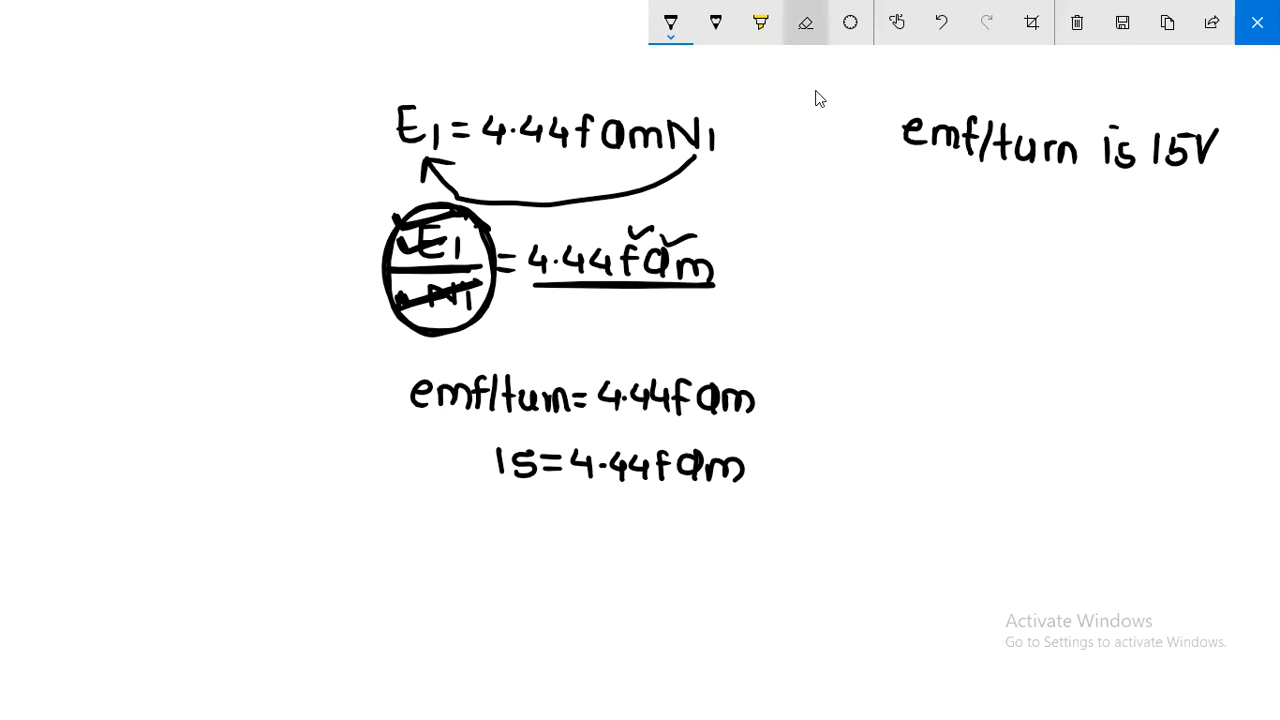 E1 = 4.44fΦmN1
emf/turn is 15V
E1
N1
= 4.44fΦm
emf/turn = 4.44fΦm
15 = 4.44fΦm
Activate Windows
Go to Settings to activate Windows.